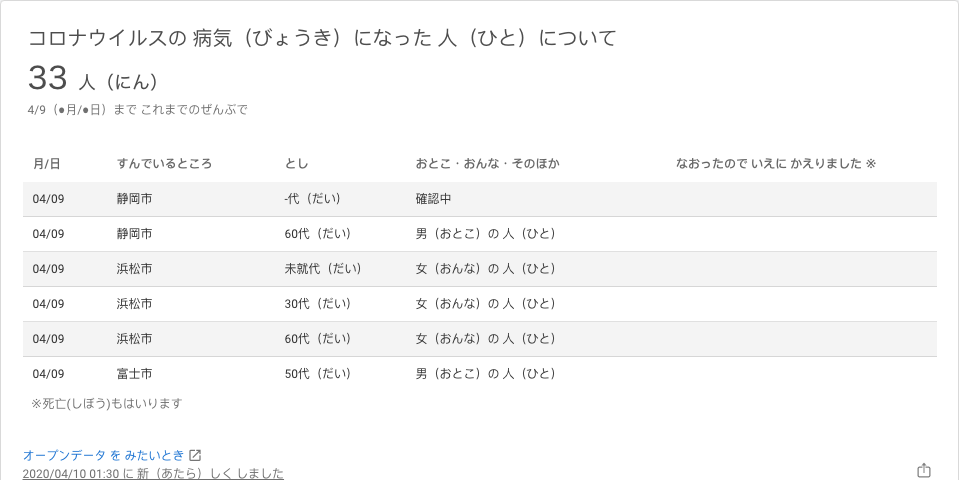 コロナウイルスの 病気（びょうき）になった 人（ひと）について
33 人（にん）
4/9（●月/●日）まで これまでのぜんぶで
月/日 すんでいるところ とし おとこ・おんな・そのほか なおったので いえに かえりました ※
04/09 静岡市 -代（だい） 確認中
04/09 静岡市 60代（だい） 男（おとこ）の 人（ひと）
04/09 浜松市 未就代（だい） 女（おんな）の 人（ひと）
04/09 浜松市 30代（だい） 女（おんな）の 人（ひと）
04/09 浜松市 60代（だい） 女（おんな）の 人（ひと）
04/09 富士市 50代（だい） 男（おとこ）の 人（ひと）
※死亡(しぼう)もはいります
オープンデータ を みたいとき
2020/04/10 01:30 に 新（あたら）しく しました